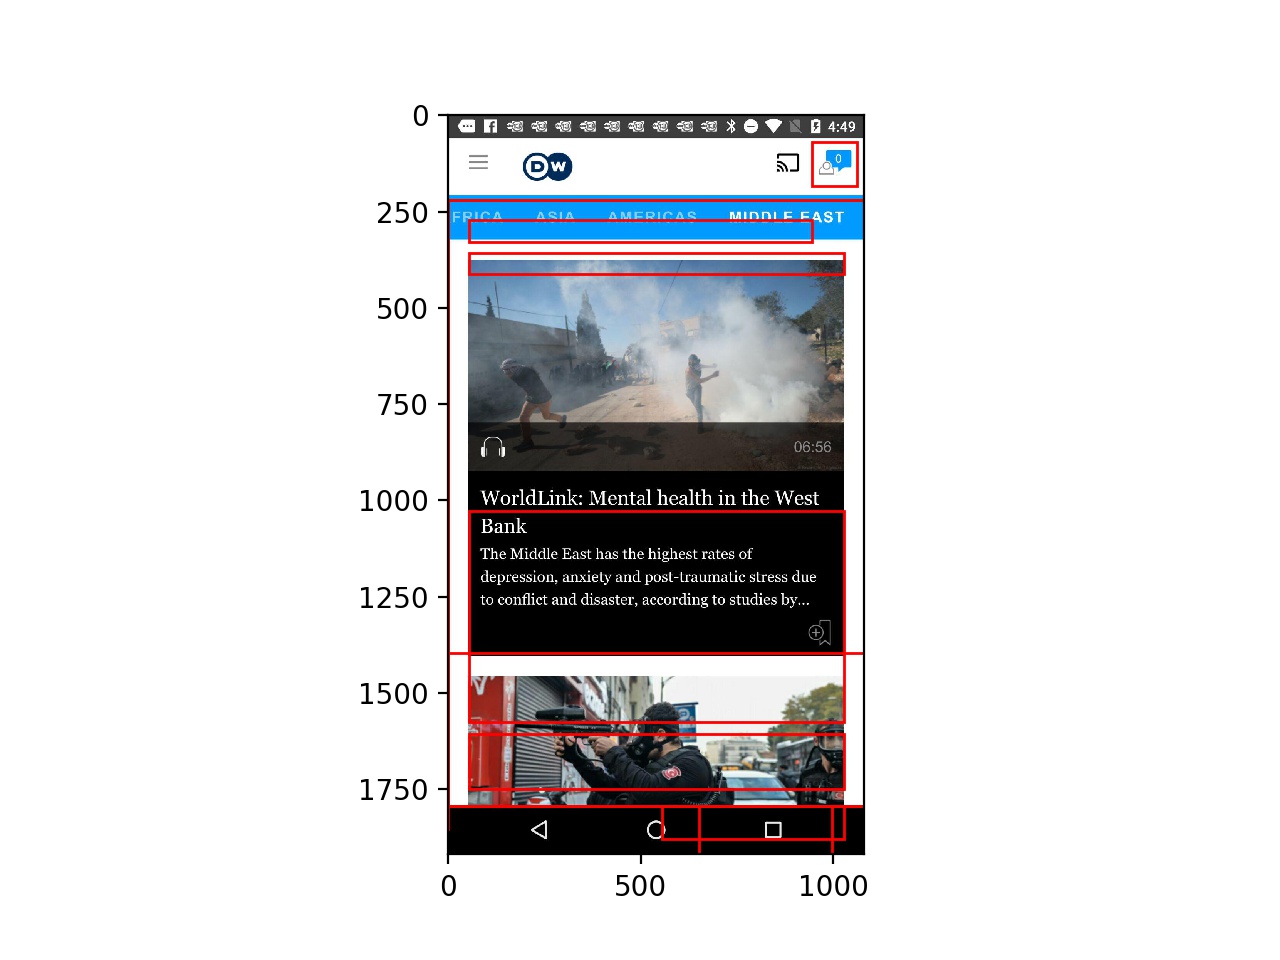 0
250
500
750
1000
1250
1500
1750
0
500
1000
4:49
DW
0
FRICA ASIA AMERICAS MIDDLE EAST
06:56
WorldLink: Mental health in the West
Bank
The Middle East has the highest rates of
depression, anxiety and post-traumatic stress due
to conflict and disaster, according to studies by...